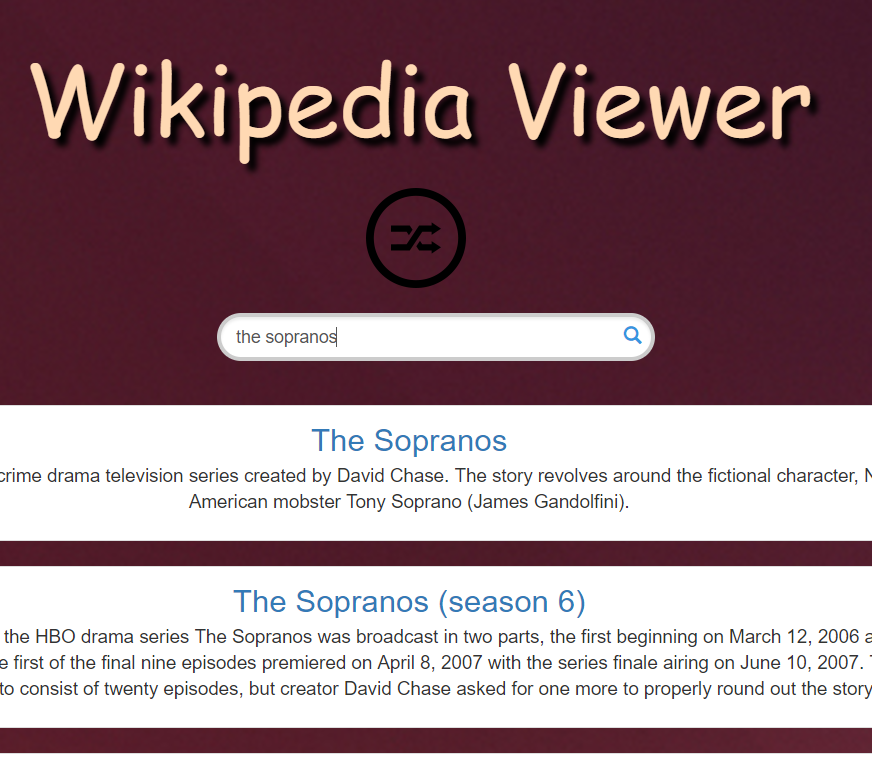 Wikipedia Viewer
the sopranos
The Sopranos
crime drama television series created by David Chase. The story revolves around the fictional character, N
American mobster Tony Soprano (James Gandolfini).
The Sopranos (season 6)
the HBO drama series The Sopranos was broadcast in two parts, the first beginning on March 12, 2006 a
e first of the final nine episodes premiered on April 8, 2007 with the series finale airing on June 10, 2007. T
to consist of twenty episodes, but creator David Chase asked for one more to properly round out the story